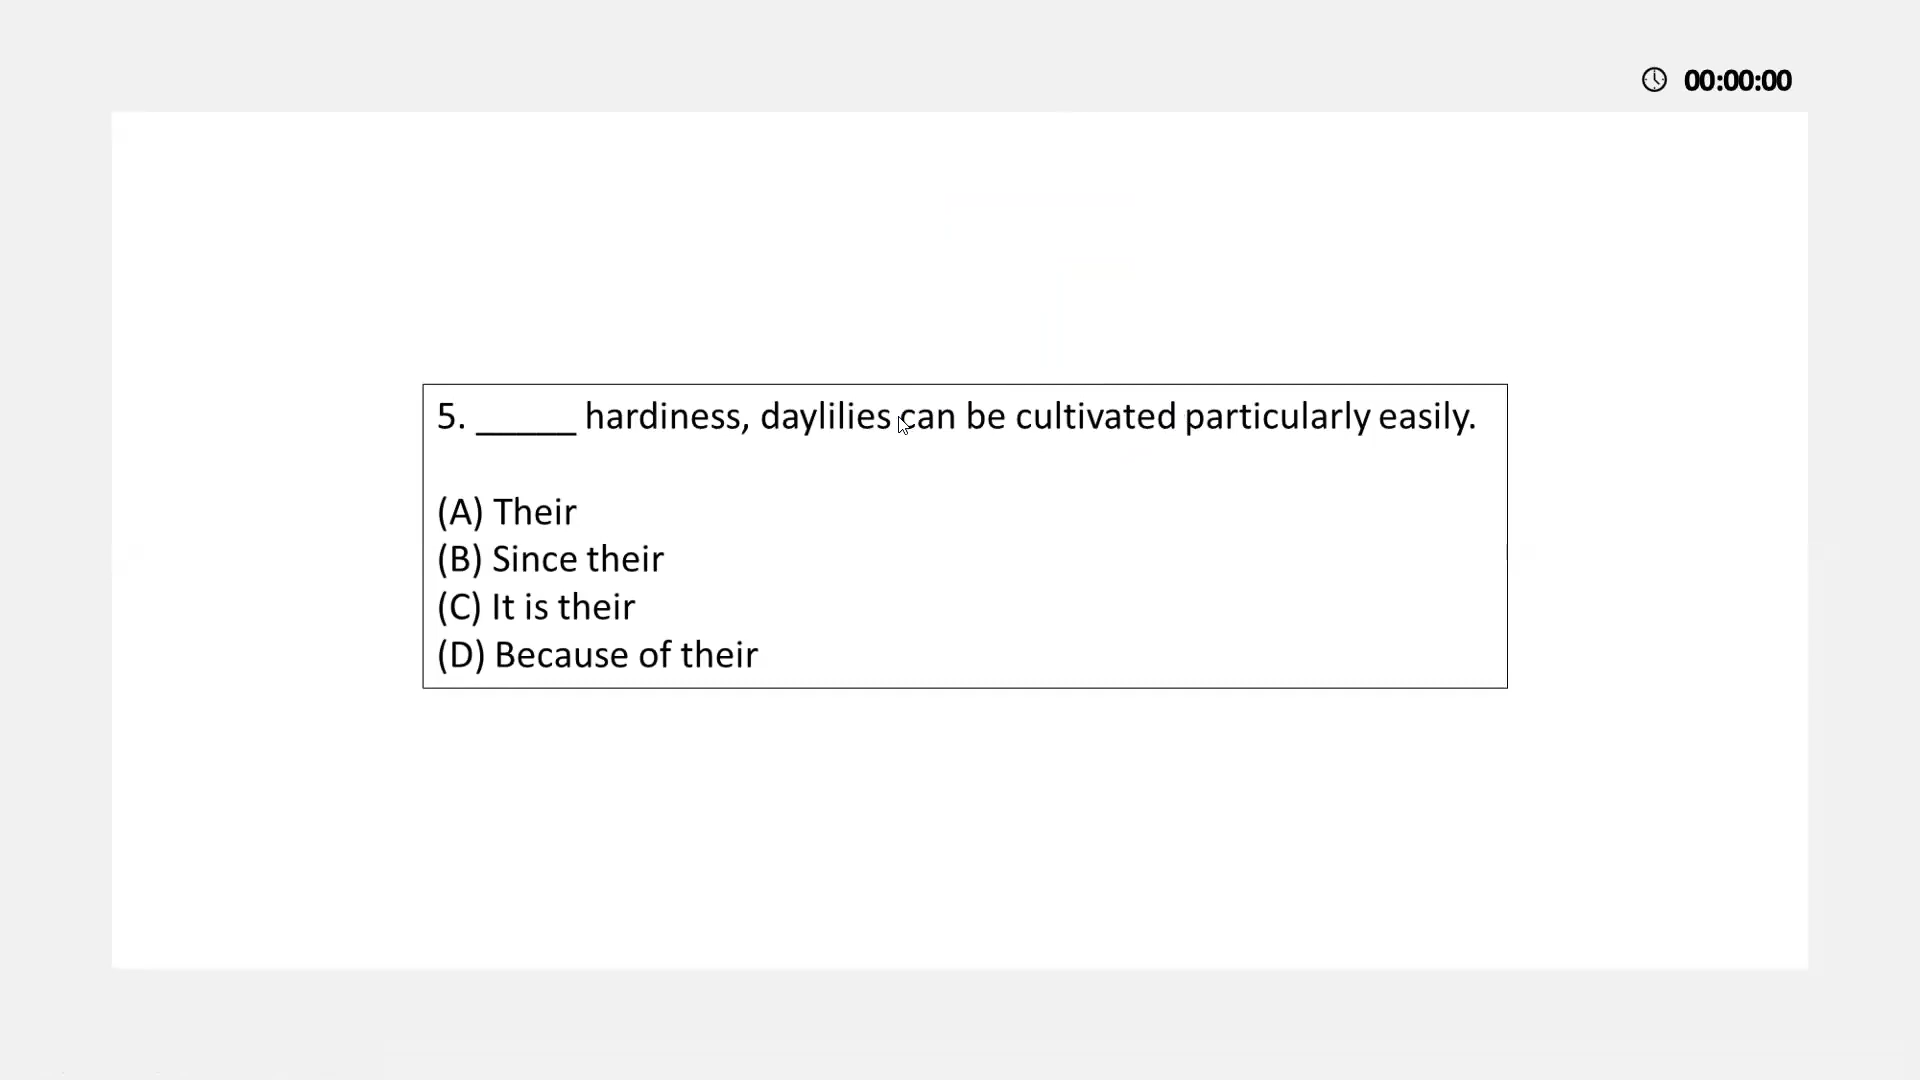 00:00:00
5. _____ hardiness, daylilies can be cultivated particularly easily.
(A) Their
(B) Since their
(C) It is their
(D) Because of their